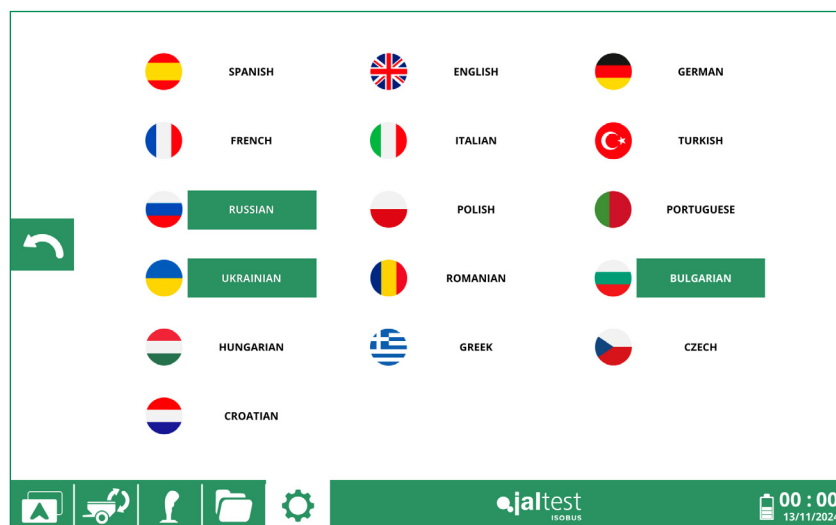 SPANISH
ENGLISH
GERMAN
FRENCH
ITALIAN
TURKISH
RUSSIAN
POLISH
PORTUGUESE
UKRAINIAN
ROMANIAN
BULGARIAN
HUNGARIAN
GREEK
CZECH
CROATIAN
jaltest
ISOBUS
00 : 00
13/11/2024